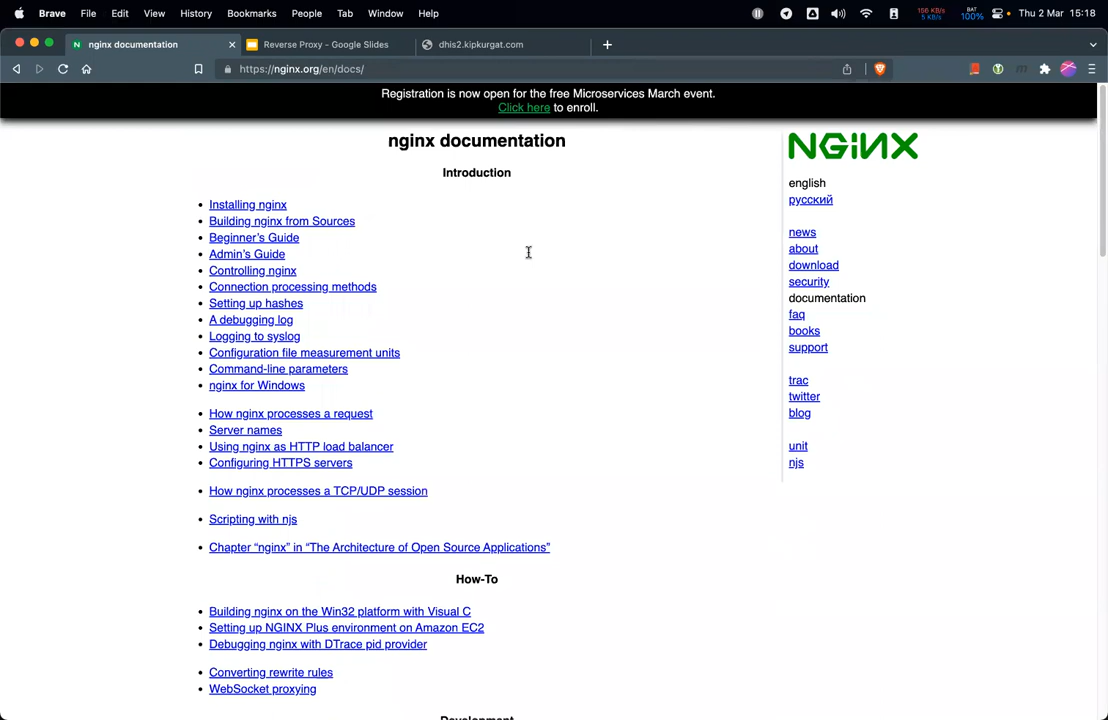 Brave File Edit View History Bookmarks People Tab Window Help
156 KB/s
5 KB/s
BAT
100%
Thu 2 Mar 15:18
nginx documentation
Reverse Proxy - Google Slides
dhis2.kipkurgat.com
https://nginx.org/en/docs/
Registration is now open for the free Microservices March event.
Click here to enroll.
nginx documentation
Introduction
Installing nginx
Building nginx from Sources
Beginner's Guide
Admin's Guide
Controlling nginx
Connection processing methods
Setting up hashes
A debugging log
Logging to syslog
Configuration file measurement units
Command-line parameters
nginx for Windows
How nginx processes a request
Server names
Using nginx as HTTP load balancer
Configuring HTTPS servers
How nginx processes a TCP/UDP session
Scripting with njs
Chapter “nginx” in “The Architecture of Open Source Applications”
How-To
Building nginx on the Win32 platform with Visual C
Setting up NGINX Plus environment on Amazon EC2
Debugging nginx with DTrace pid provider
Converting rewrite rules
WebSocket proxying
Development
NGINX
english
русский
news
about
download
security
documentation
faq
books
support
trac
twitter
blog
unit
njs